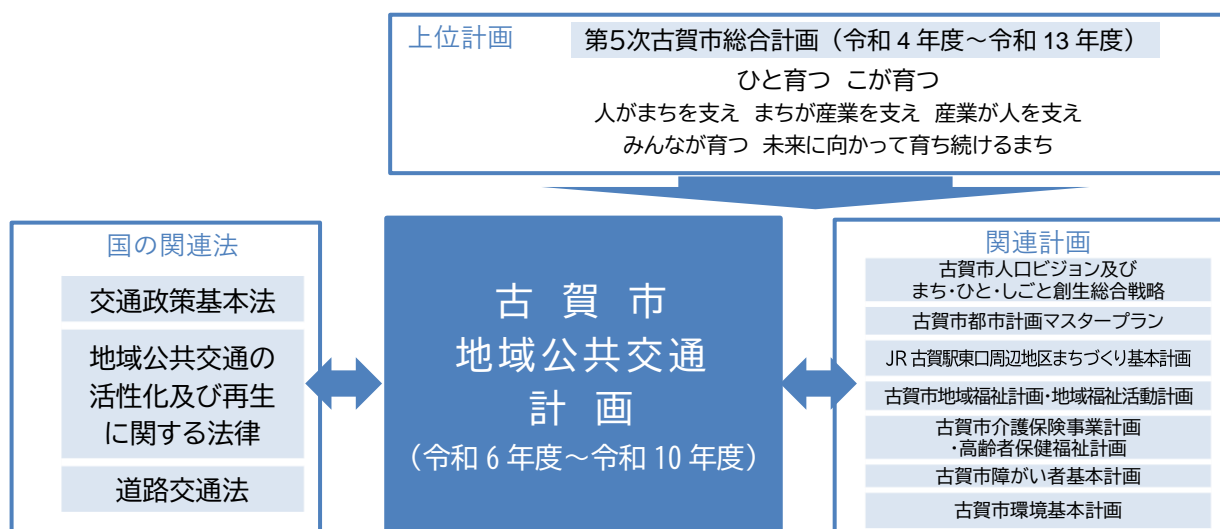 上位計画
第5次古賀市総合計画（令和 4 年度～令和 13 年度）
ひと育つ こが育つ
人がまちを支え まちが産業を支え 産業が人を支え
みんなが育つ 未来に向かって育ち続けるまち
国の関連法
交通政策基本法
地域公共交通の
活性化及び再生
に関する法律
道路交通法
古 賀 市
地域公共交通
計 画
（令和 6 年度～令和 10 年度）
関連計画
古賀市人口ビジョン及び
まち・ひと・しごと創生総合戦略
古賀市都市計画マスタープラン
JR 古賀駅東口周辺地区まちづくり基本計画
古賀市地域福祉計画・地域福祉活動計画
古賀市介護保険事業計画
・高齢者保健福祉計画
古賀市障がい者基本計画
古賀市環境基本計画